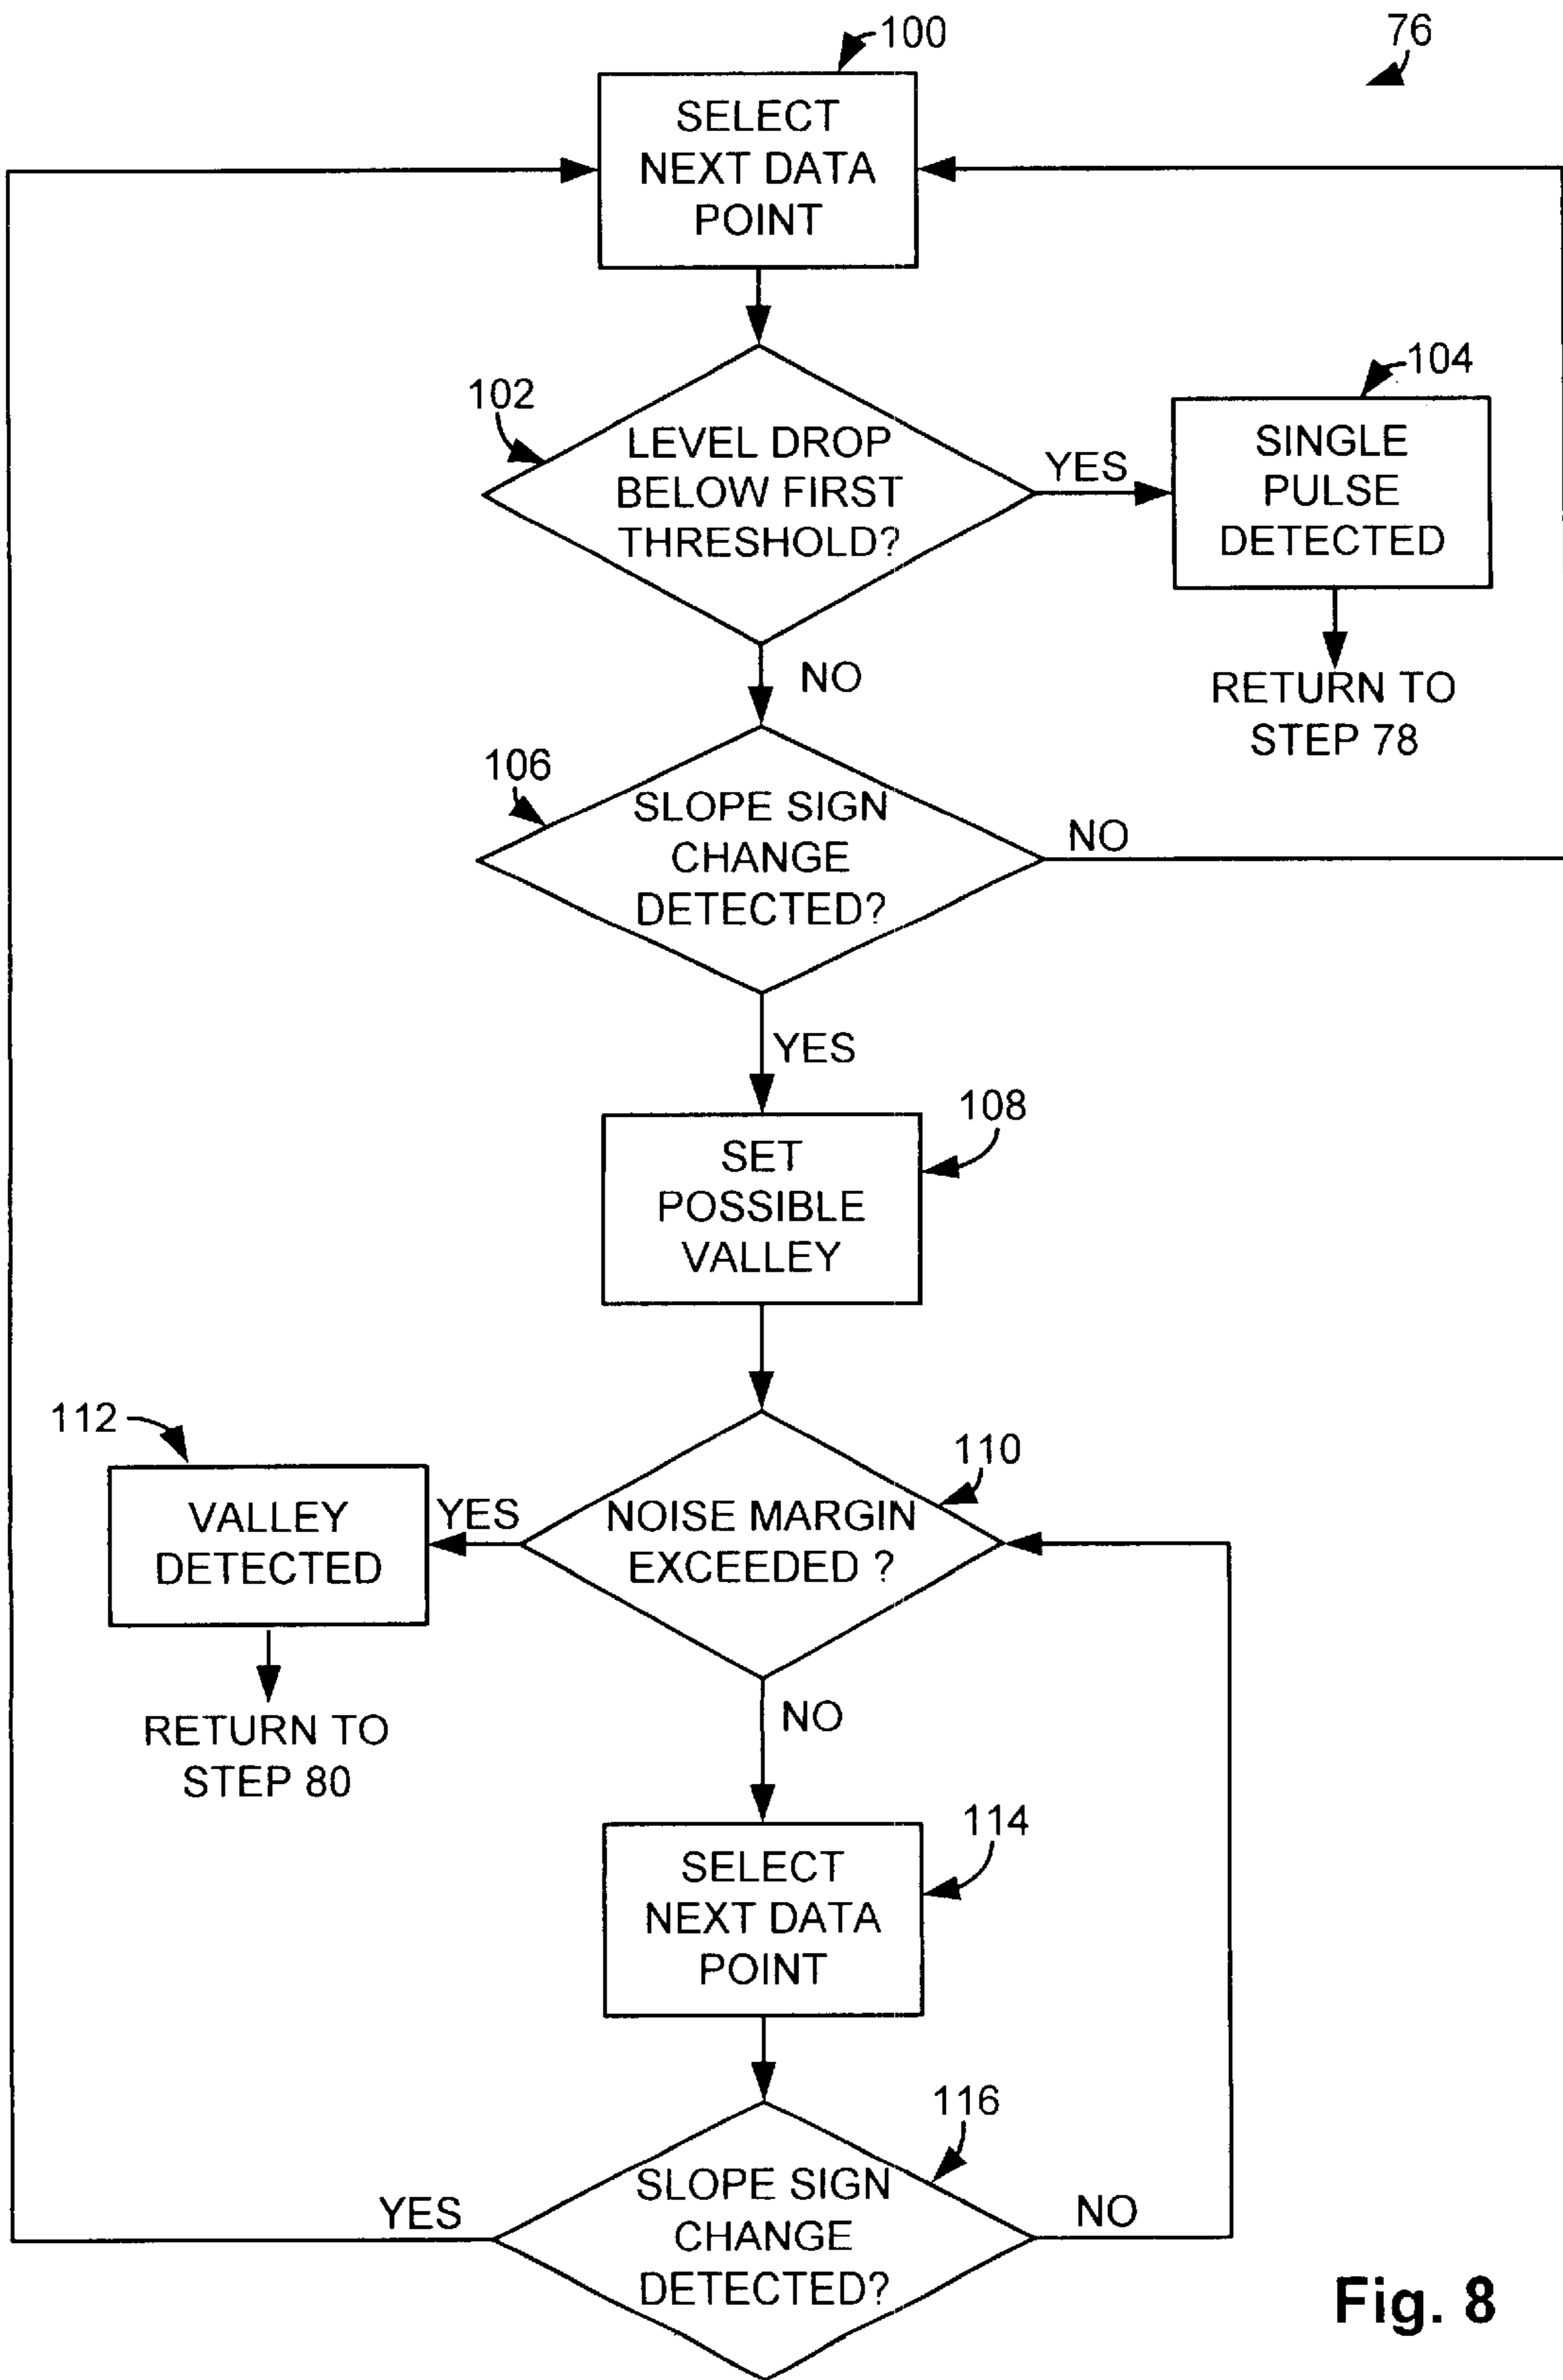 100
76
SELECT
NEXT DATA
POINT
102
LEVEL DROP
BELOW FIRST
THRESHOLD?
YES
104
SINGLE
PULSE
DETECTED
NO
RETURN TO
STEP 78
106
SLOPE SIGN
CHANGE
DETECTED?
NO
YES
108
SET
POSSIBLE
VALLEY
112
VALLEY
DETECTED
YES
110
NOISE MARGIN
EXCEEDED ?
RETURN TO
STEP 80
NO
114
SELECT
NEXT DATA
POINT
116
YES
SLOPE SIGN
CHANGE
DETECTED?
NO
Fig. 8